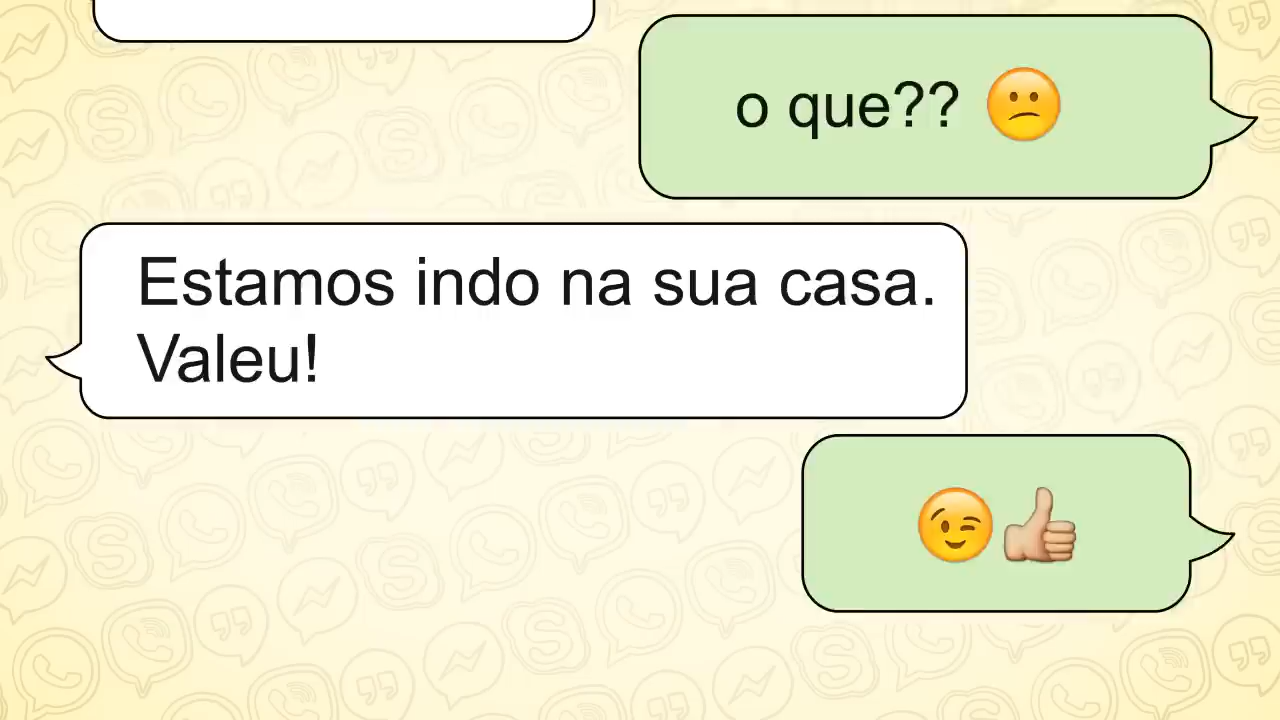 o que?? 😕
Estamos indo na sua casa.
Valeu!
😉👍🏼